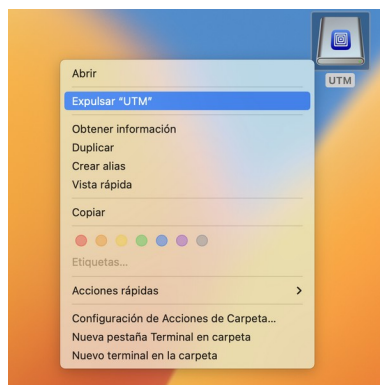 UTM
Abrir
Expulsar “UTM”
Obtener información
Duplicar
Crear alias
Vista rápida
Copiar
Etiquetas...
Acciones rápidas
Configuración de Acciones de Carpeta...
Nueva pestaña Terminal en carpeta
Nuevo terminal en la carpeta